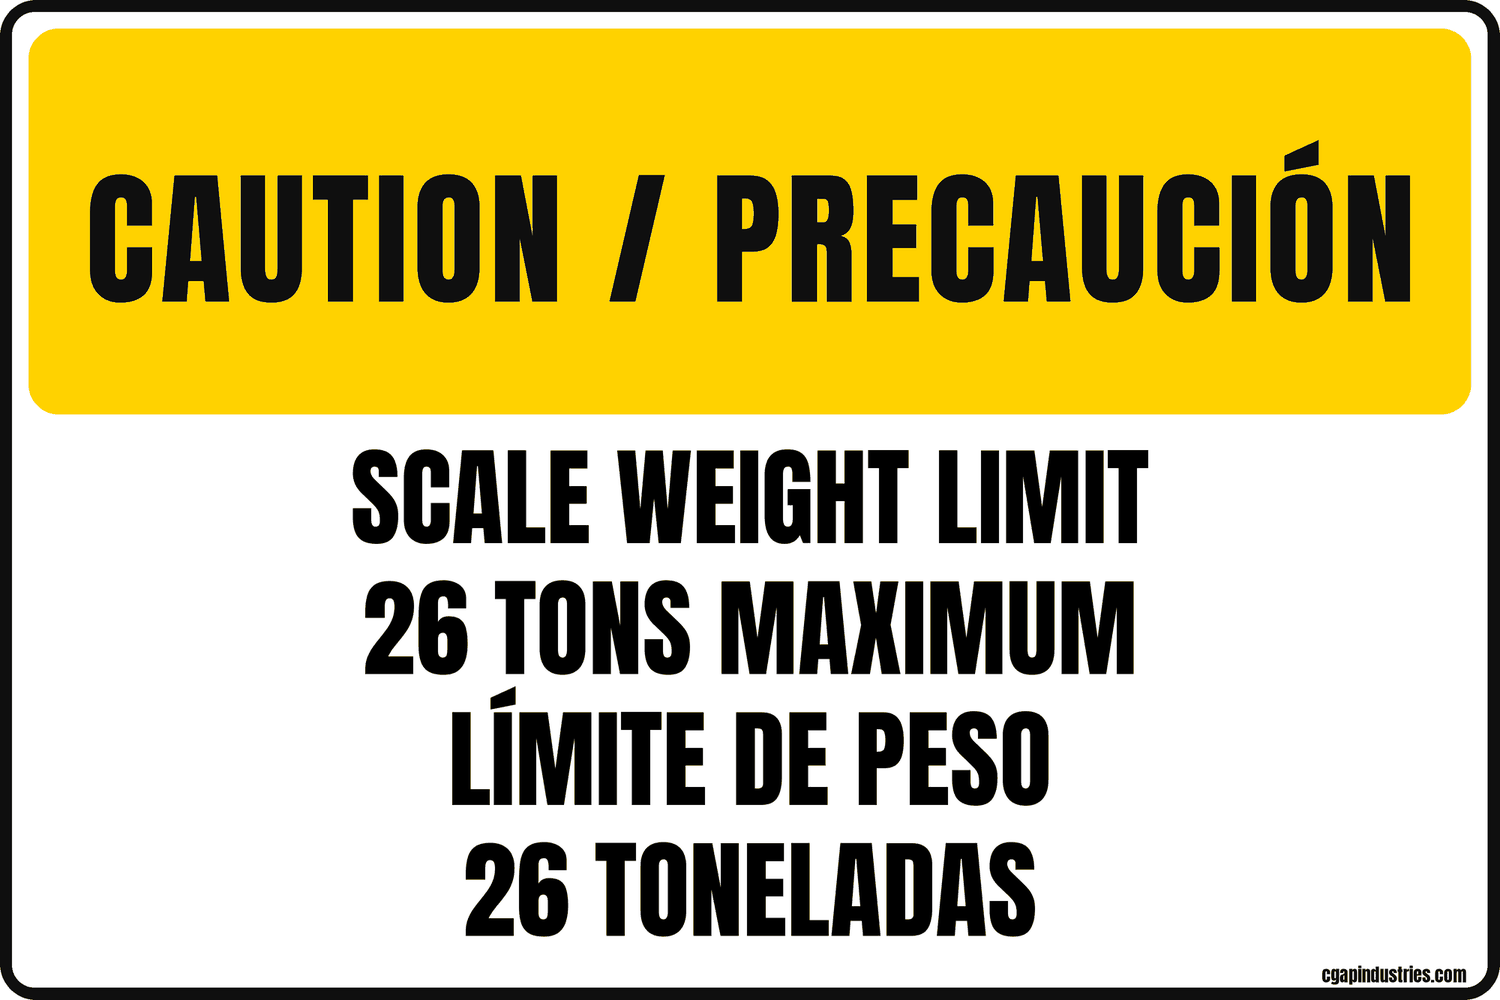 CAUTION / PRECAUCIÓN
SCALE WEIGHT LIMIT
26 TONS MAXIMUM
LÍMITE DE PESO
26 TONELADAS
cgapindustries.com